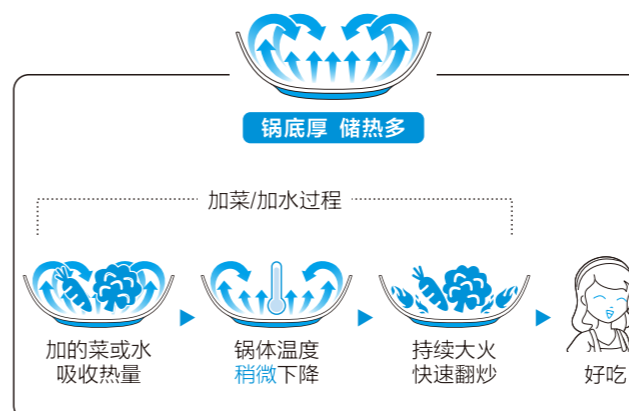 锅底厚 储热多
加菜/加水过程
加的菜或水
吸收热量
锅体温度
稍微下降
持续大火
快速翻炒
好吃